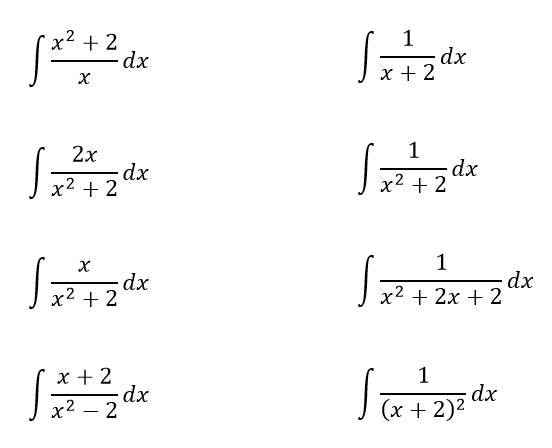 ∫ (x² + 2)/x dx
∫ 1/(x + 2) dx
∫ 2x/(x² + 2) dx
∫ 1/(x² + 2) dx
∫ x/(x² + 2) dx
∫ 1/(x² + 2x + 2) dx
∫ (x + 2)/(x² − 2) dx
∫ 1/(x + 2)² dx